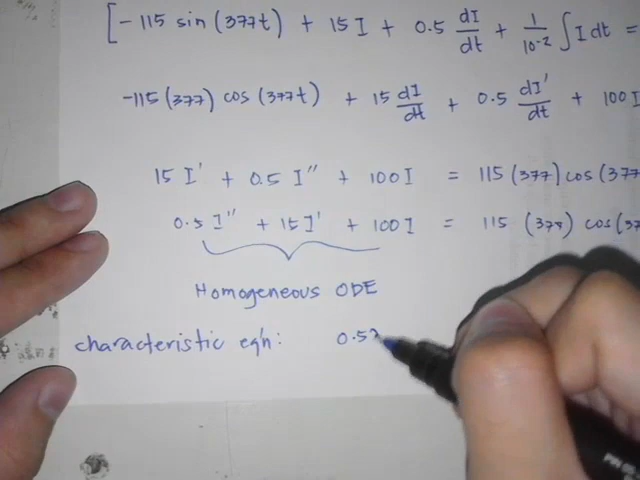 [-115 sin (377t) + 15 I + 0.5 dI/dt + 1/10^-2 ∫ I dt =
-115 (377) cos (377t) + 15 dI/dt + 0.5 dI'/dt + 100 I
15 I' + 0.5 I'' + 100 I = 115 (377) cos (377
0.5 I'' + 15 I' + 100 I = 115 (377) cos (37
Homogeneous ODE
characteristic eq'n: 0.5